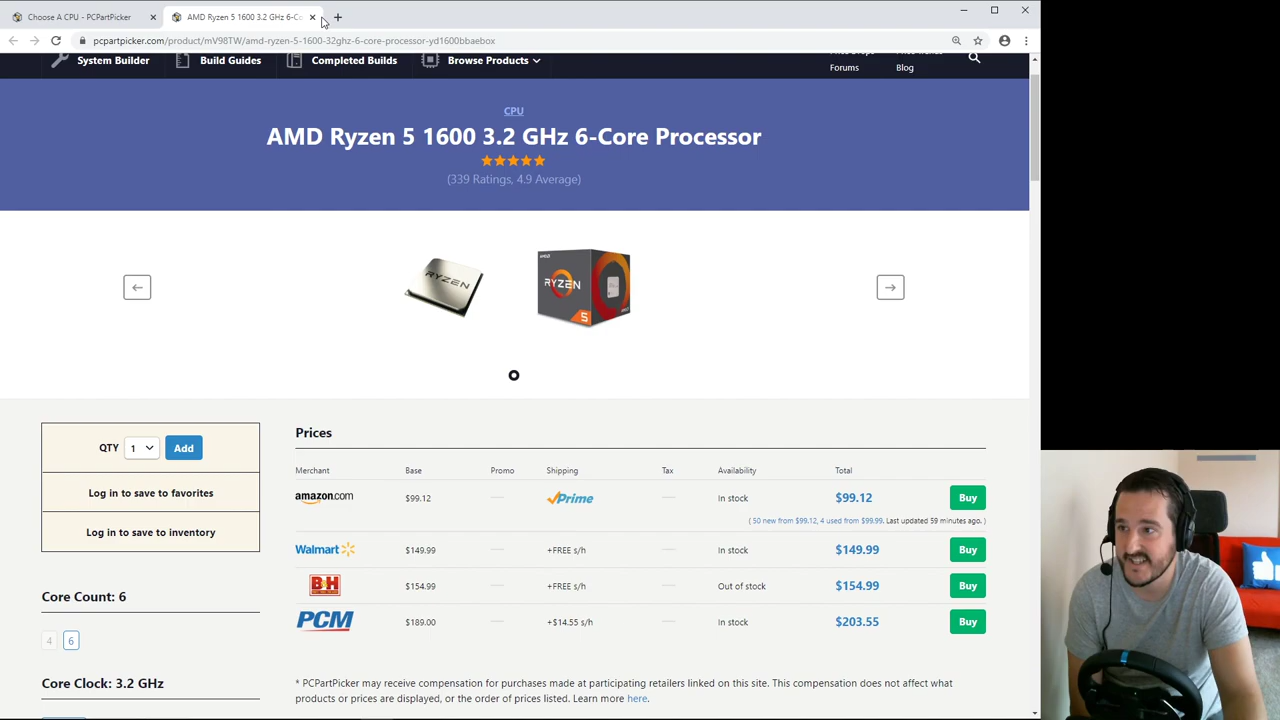 Choose A CPU - PCPartPicker
AMD Ryzen 5 1600 3.2 GHz 6-Co
pcpartpicker.com/product/mV98TW/amd-ryzen-5-1600-32ghz-6-core-processor-yd1600bbaebox
System Builder
Build Guides
Completed Builds
Browse Products
Forums
Blog
CPU
AMD Ryzen 5 1600 3.2 GHz 6-Core Processor
(339 Ratings, 4.9 Average)
RYZEN
AMD
RYZEN
5
QTY 1 Add
Log in to save to favorites
Log in to save to inventory
Core Count: 6
4 6
Core Clock: 3.2 GHz
Prices
Merchant Base Promo Shipping Tax Availability Total
amazon.com $99.12 — Prime — In stock $99.12 Buy
( 50 new from $99.12, 4 used from $99.99. Last updated 59 minutes ago. )
Walmart $149.99 — +FREE s/h — In stock $149.99 Buy
B&H $154.99 — +FREE s/h — Out of stock $154.99 Buy
PCM $189.00 — +$14.55 s/h — In stock $203.55 Buy
* PCPartPicker may receive compensation for purchases made at participating retailers linked on this site. This compensation does not affect what
products or prices are displayed, or the order of prices listed. Learn more here.